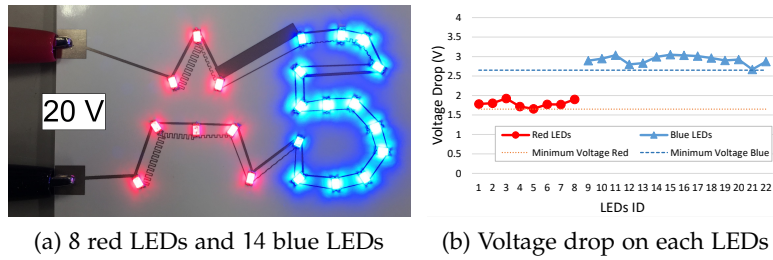 20 V
4
3.5
3
2.5
2
1.5
1
0.5
0
Voltage Drop (V)
Red LEDs
Blue LEDs
Minimum Voltage Red
Minimum Voltage Blue
1 2 3 4 5 6 7 8 9 10 11 12 13 14 15 16 17 18 19 20 21 22
LEDs ID
(a) 8 red LEDs and 14 blue LEDs
(b) Voltage drop on each LEDs